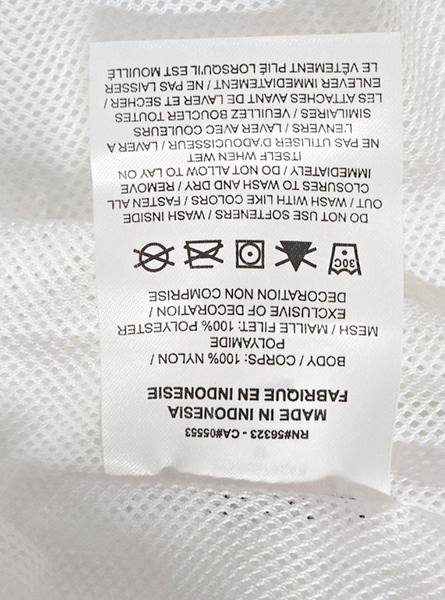 RN#56323 - CA#05553
MADE IN INDONESIA
FABRIQUE EN INDONESIE
BODY / CORPS: 100% NYLON /
POLYAMIDE
MESH / MAILLE FILET: 100% POLYESTER
EXCLUSIVE OF DECORATION /
DECORATION NON COMPRISE
30C
DO NOT USE SOFTENERS / WASH INSIDE
OUT / WASH WITH LIKE COLORS / FASTEN ALL
CLOSURES TO WASH AND DRY / REMOVE
IMMEDIATELY / DO NOT ALLOW TO LAY ON
ITSELF WHEN WET
NE PAS UTILISER D'ADOUCISSEUR / LAVER A
L'ENVERS / LAVER AVEC COULEURS
SIMILAIRES / VEUILLEZ BOUCLER TOUTES
LES ATTACHES AVANT DE LAVER ET SECHER /
ENLEVER IMMEDIATEMENT / NE PAS LAISSER
LE VÊTEMENT PLIÉ LORSQU'IL EST MOUILLÉ